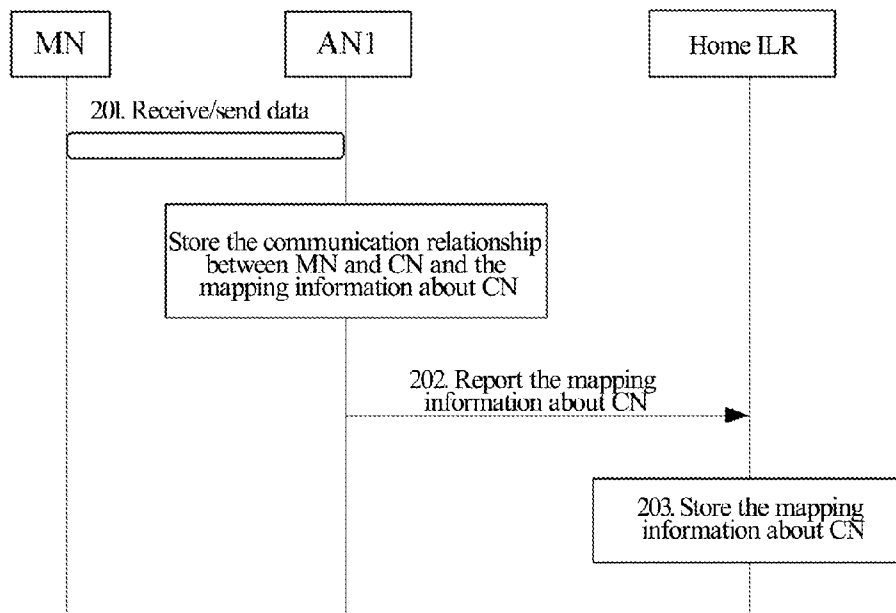 MN
AN1
Home ILR
201. Receive/send data
Store the communication relationship
between MN and CN and the
mapping information about CN
202. Report the mapping
information about CN
203. Store the mapping
information about CN